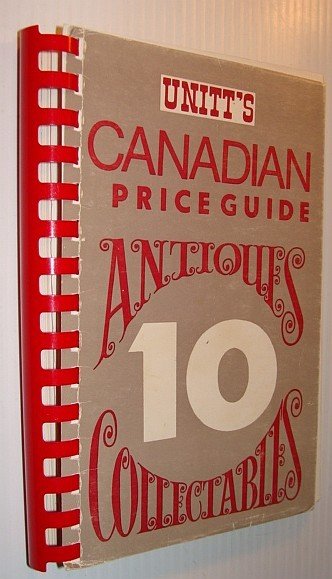 UNITT'S
CANADIAN
PRICE GUIDE
ANTIQUES
10
COLLECTABLES